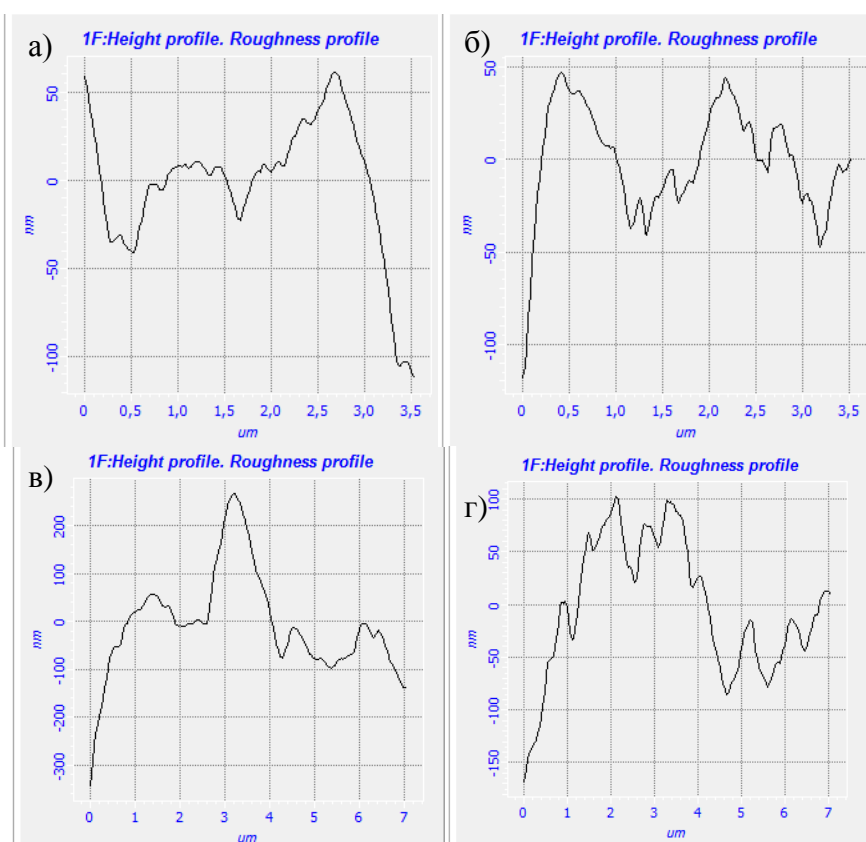 а)
1F:Height profile. Roughness profile
50
0
-50
-100
nm
0 0,5 1,0 1,5 2,0 2,5 3,0 3,5
um
б)
1F:Height profile. Roughness profile
50
0
-50
-100
nm
0 0,5 1,0 1,5 2,0 2,5 3,0 3,5
um
в)
1F:Height profile. Roughness profile
200
100
0
-100
-200
-300
nm
0 1 2 3 4 5 6 7
um
г)
1F:Height profile. Roughness profile
100
50
0
-50
-100
-150
nm
0 1 2 3 4 5 6 7
um